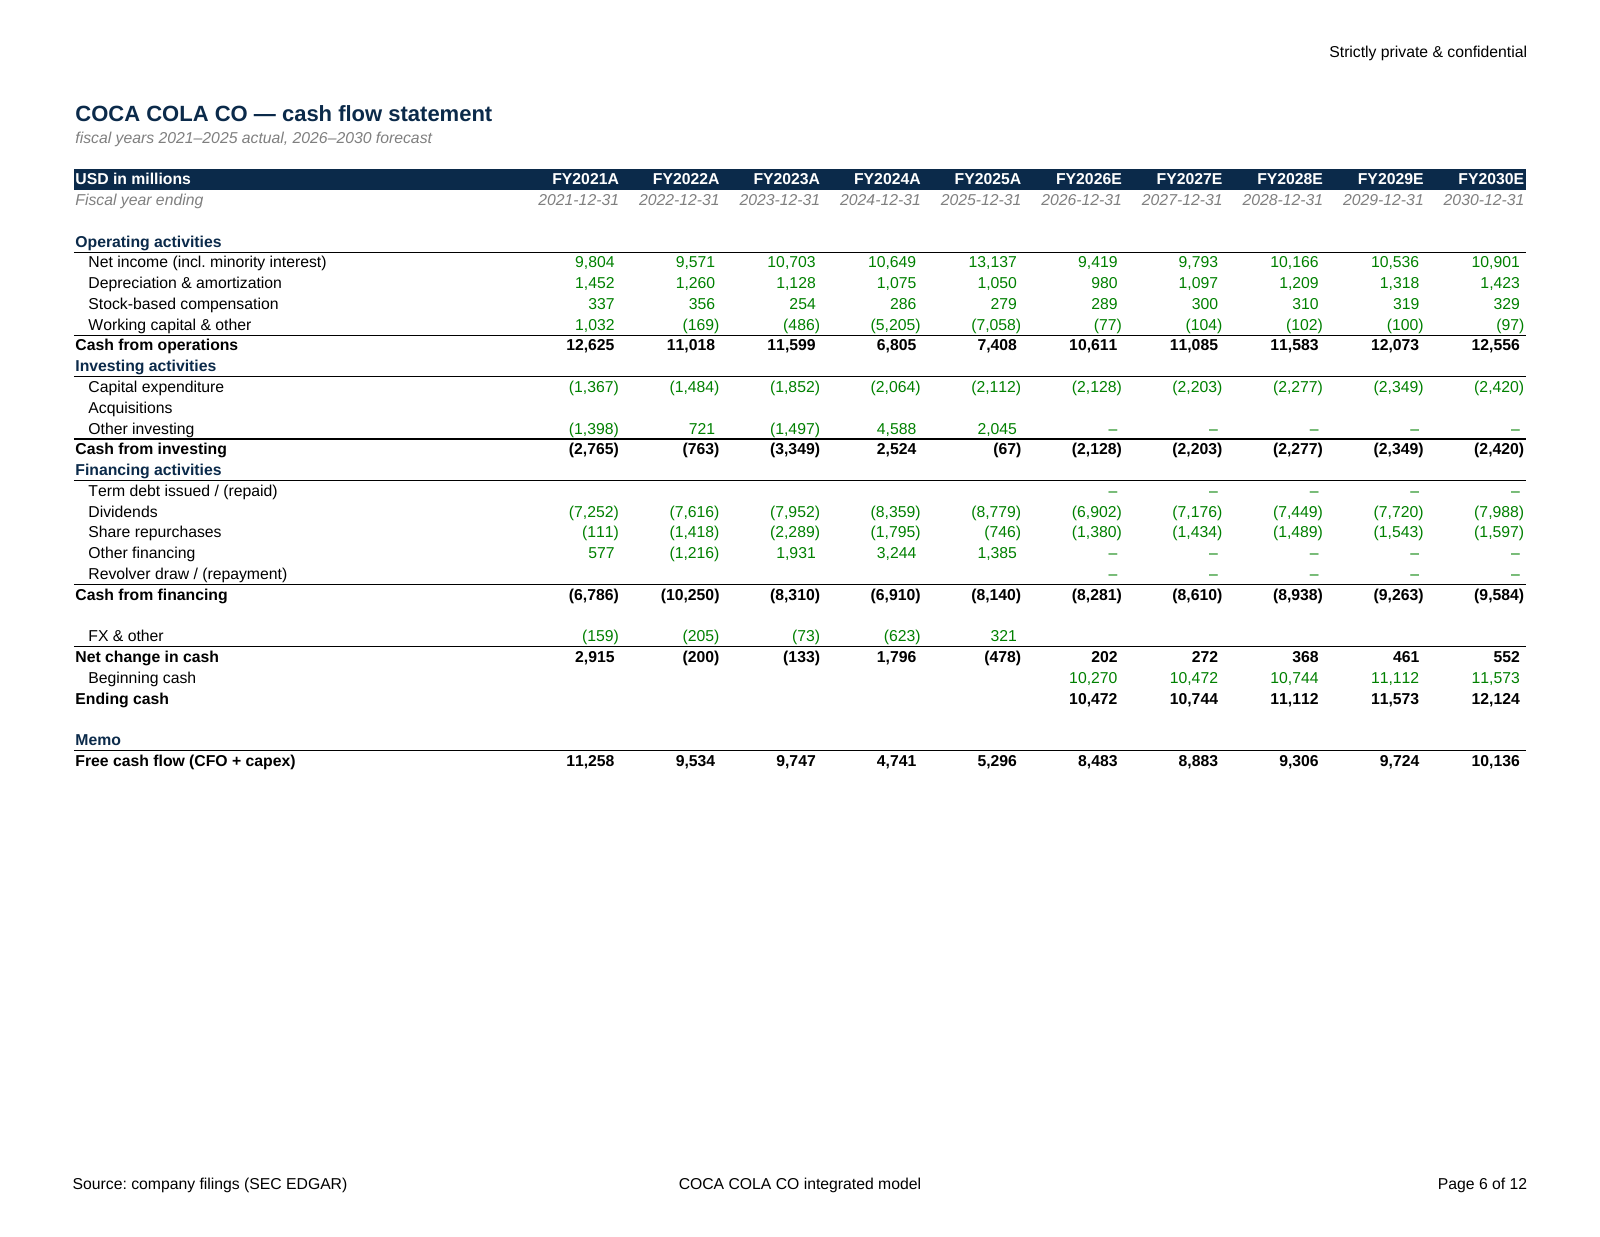 Strictly private & confidential
COCA COLA CO — cash flow statement
fiscal years 2021–2025 actual, 2026–2030 forecast
USD in millions FY2021A FY2022A FY2023A FY2024A FY2025A FY2026E FY2027E FY2028E FY2029E FY2030E
Fiscal year ending 2021-12-31 2022-12-31 2023-12-31 2024-12-31 2025-12-31 2026-12-31 2027-12-31 2028-12-31 2029-12-31 2030-12-31
Operating activities
Net income (incl. minority interest) 9,804 9,571 10,703 10,649 13,137 9,419 9,793 10,166 10,536 10,901
Depreciation & amortization 1,452 1,260 1,128 1,075 1,050 980 1,097 1,209 1,318 1,423
Stock-based compensation 337 356 254 286 279 289 300 310 319 329
Working capital & other 1,032 (169) (486) (5,205) (7,058) (77) (104) (102) (100) (97)
Cash from operations 12,625 11,018 11,599 6,805 7,408 10,611 11,085 11,583 12,073 12,556
Investing activities
Capital expenditure (1,367) (1,484) (1,852) (2,064) (2,112) (2,128) (2,203) (2,277) (2,349) (2,420)
Acquisitions
Other investing (1,398) 721 (1,497) 4,588 2,045 – – – – –
Cash from investing (2,765) (763) (3,349) 2,524 (67) (2,128) (2,203) (2,277) (2,349) (2,420)
Financing activities
Term debt issued / (repaid) – – – – –
Dividends (7,252) (7,616) (7,952) (8,359) (8,779) (6,902) (7,176) (7,449) (7,720) (7,988)
Share repurchases (111) (1,418) (2,289) (1,795) (746) (1,380) (1,434) (1,489) (1,543) (1,597)
Other financing 577 (1,216) 1,931 3,244 1,385 – – – – –
Revolver draw / (repayment) – – – – –
Cash from financing (6,786) (10,250) (8,310) (6,910) (8,140) (8,281) (8,610) (8,938) (9,263) (9,584)
FX & other (159) (205) (73) (623) 321
Net change in cash 2,915 (200) (133) 1,796 (478) 202 272 368 461 552
Beginning cash 10,270 10,472 10,744 11,112 11,573
Ending cash 10,472 10,744 11,112 11,573 12,124
Memo
Free cash flow (CFO + capex) 11,258 9,534 9,747 4,741 5,296 8,483 8,883 9,306 9,724 10,136
Source: company filings (SEC EDGAR) COCA COLA CO integrated model Page 6 of 12